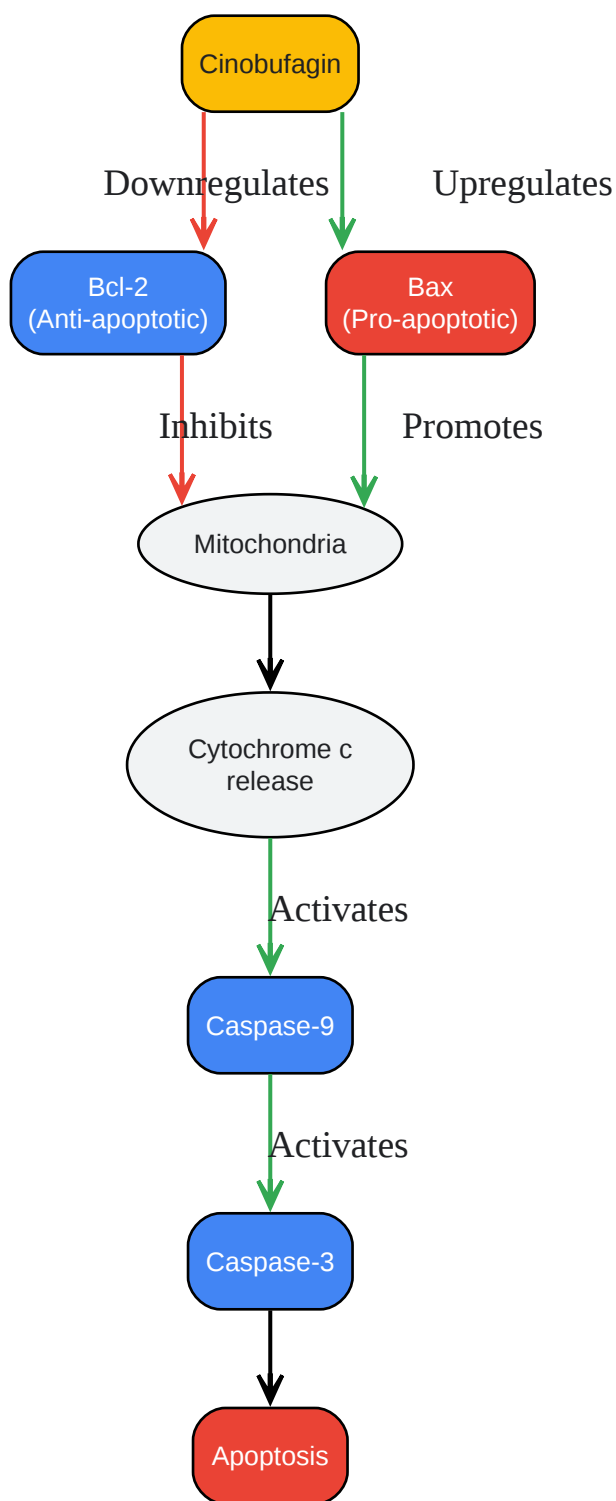 Cinobufagin
Downregulates
Upregulates
Bcl-2
(Anti-apoptotic)
Bax
(Pro-apoptotic)
Inhibits
Promotes
Mitochondria
Cytochrome c
release
Activates
Caspase-9
Activates
Caspase-3
Apoptosis